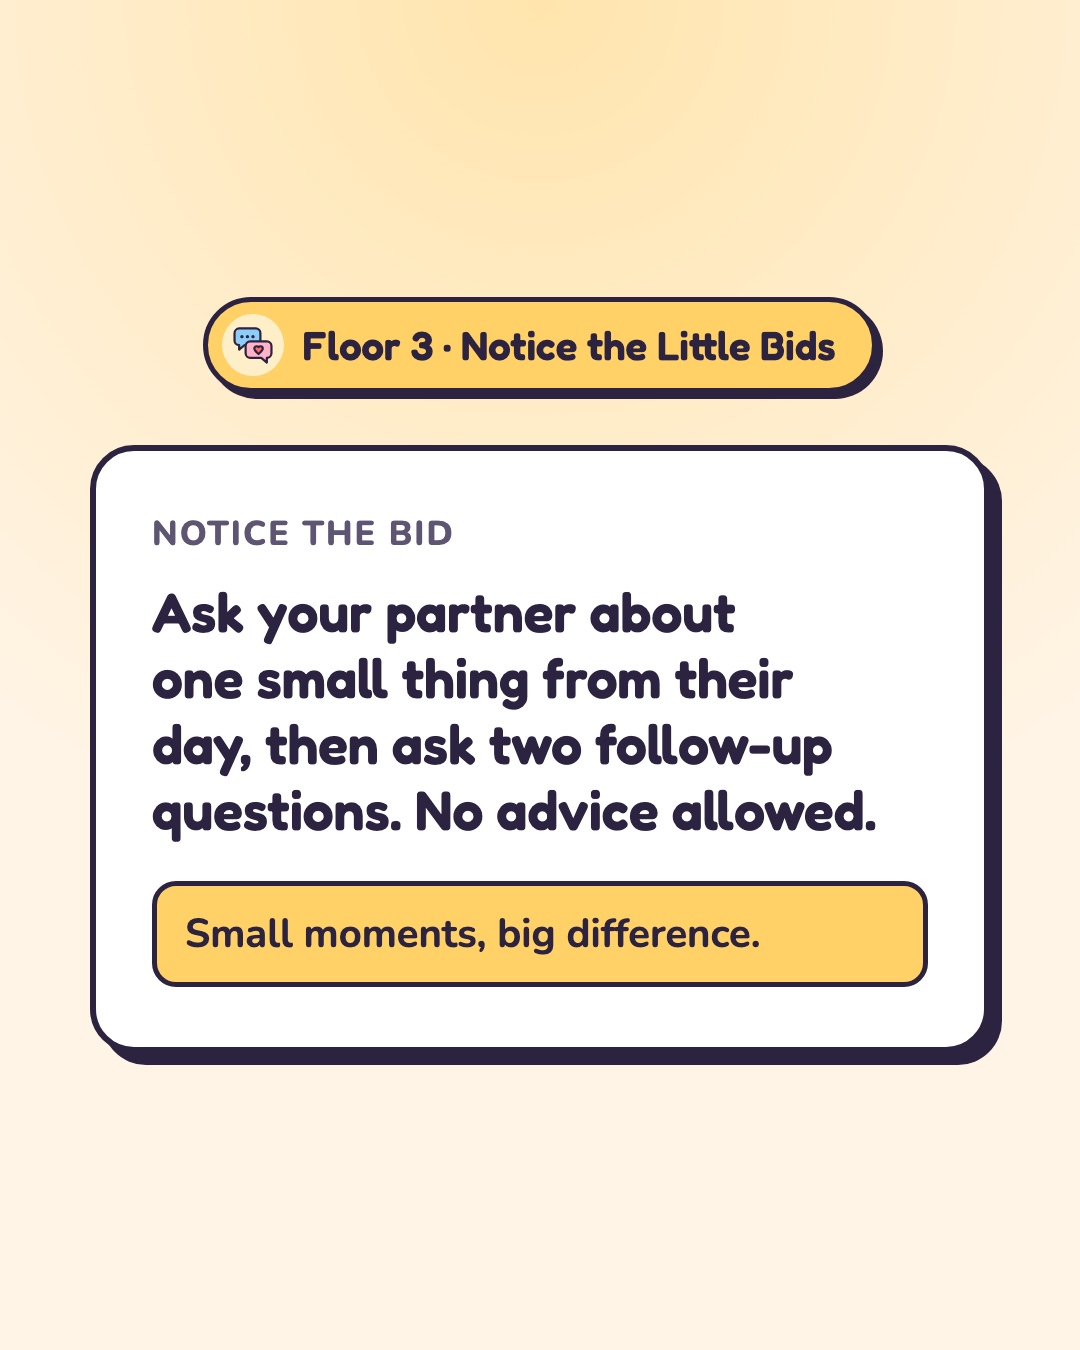 Floor 3 · Notice the Little Bids
NOTICE THE BID
Ask your partner about
one small thing from their
day, then ask two follow-up
questions. No advice allowed.
Small moments, big difference.